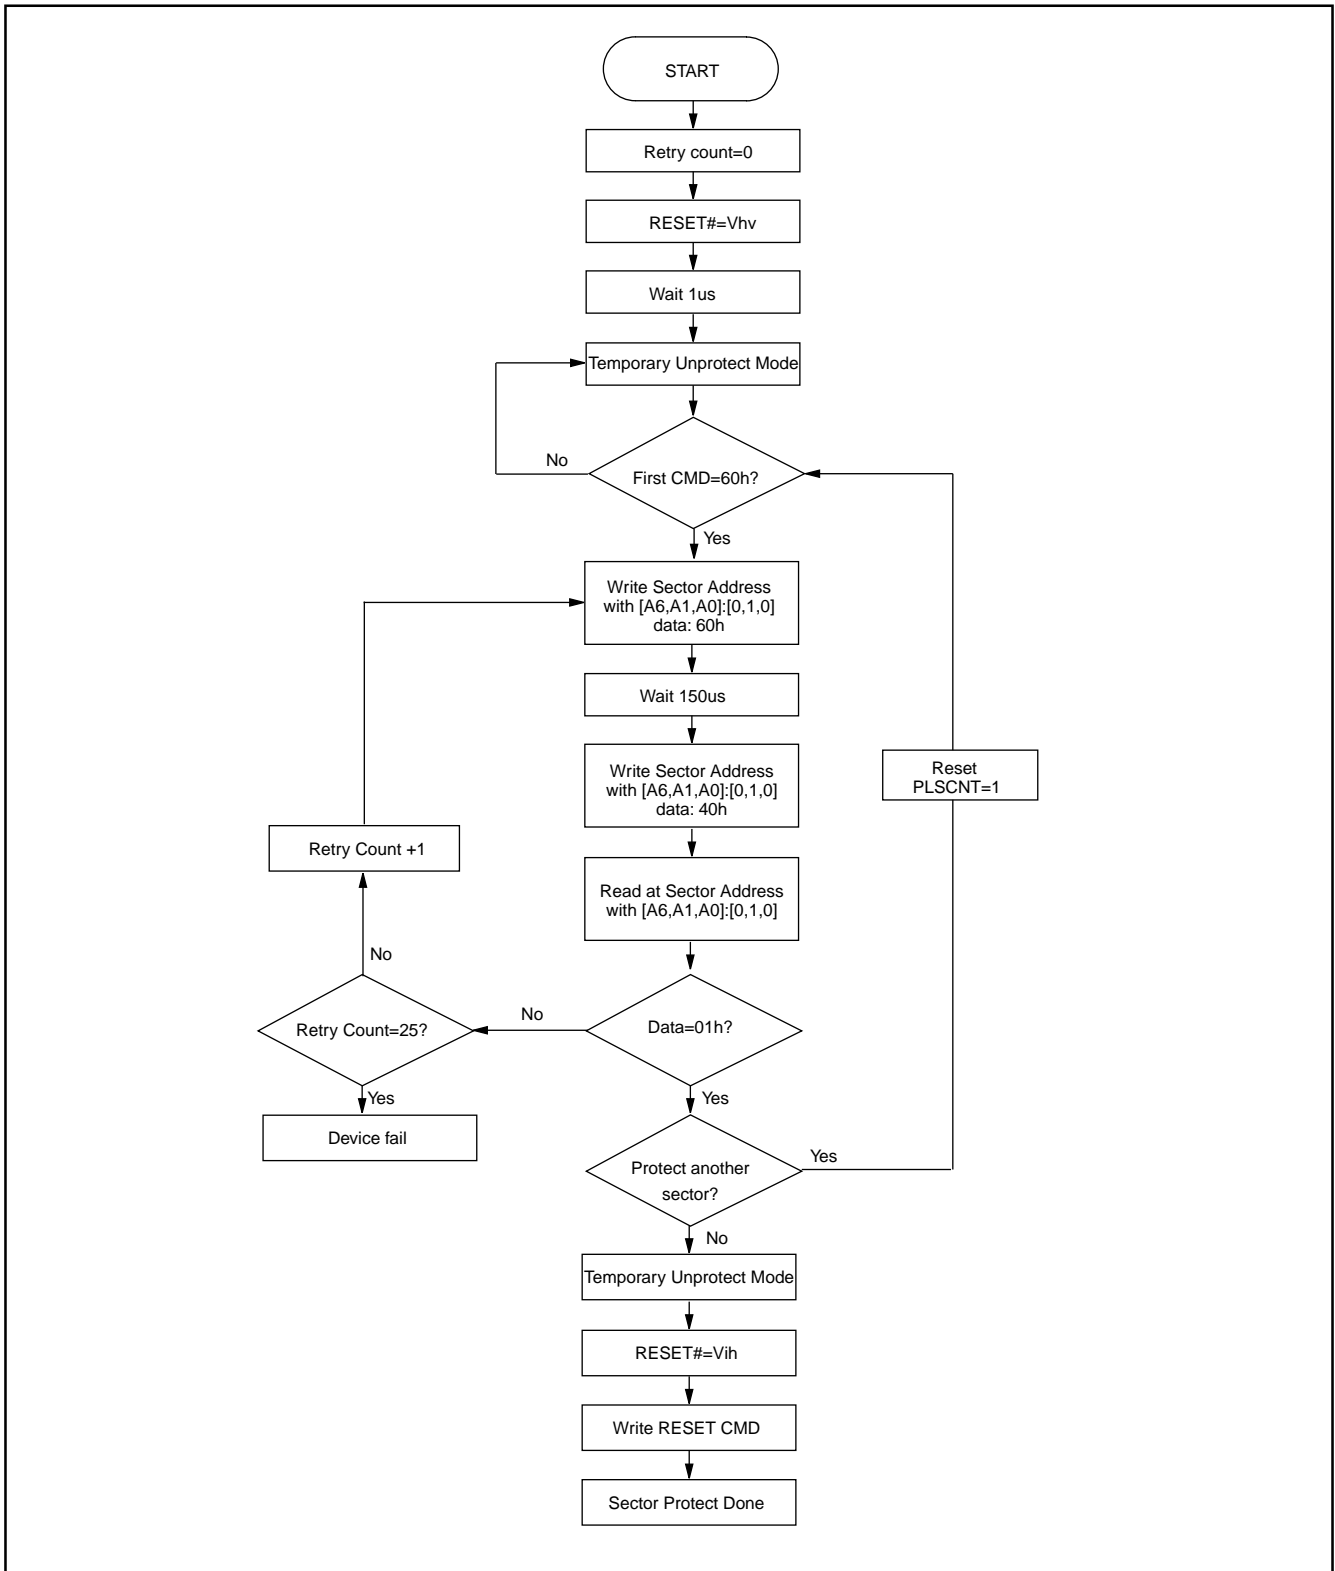 START
Retry count=0
RESET#=Vhv
Wait 1us
Temporary Unprotect Mode
No
First CMD=60h?
Yes
Write Sector Address
with [A6,A1,A0]:[0,1,0]
data: 60h
Wait 150us
Write Sector Address
with [A6,A1,A0]:[0,1,0]
data: 40h
Reset
PLSCNT=1
Retry Count +1
Read at Sector Address
with [A6,A1,A0]:[0,1,0]
No
Retry Count=25?
No
Data=01h?
Yes
Yes
Device fail
Protect another
sector?
Yes
No
Temporary Unprotect Mode
RESET#=Vih
Write RESET CMD
Sector Protect Done